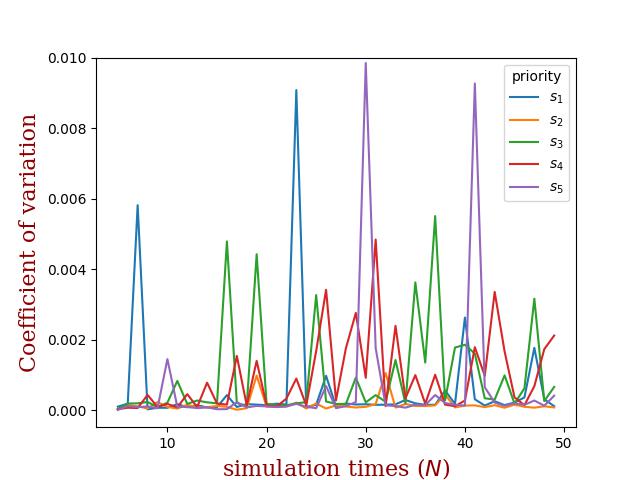 0.010
0.008
0.006
0.004
0.002
0.000
Coefficient of variation
10
20
30
40
50
simulation times (N)
priority
s₁
s₂
s₃
s₄
s₅